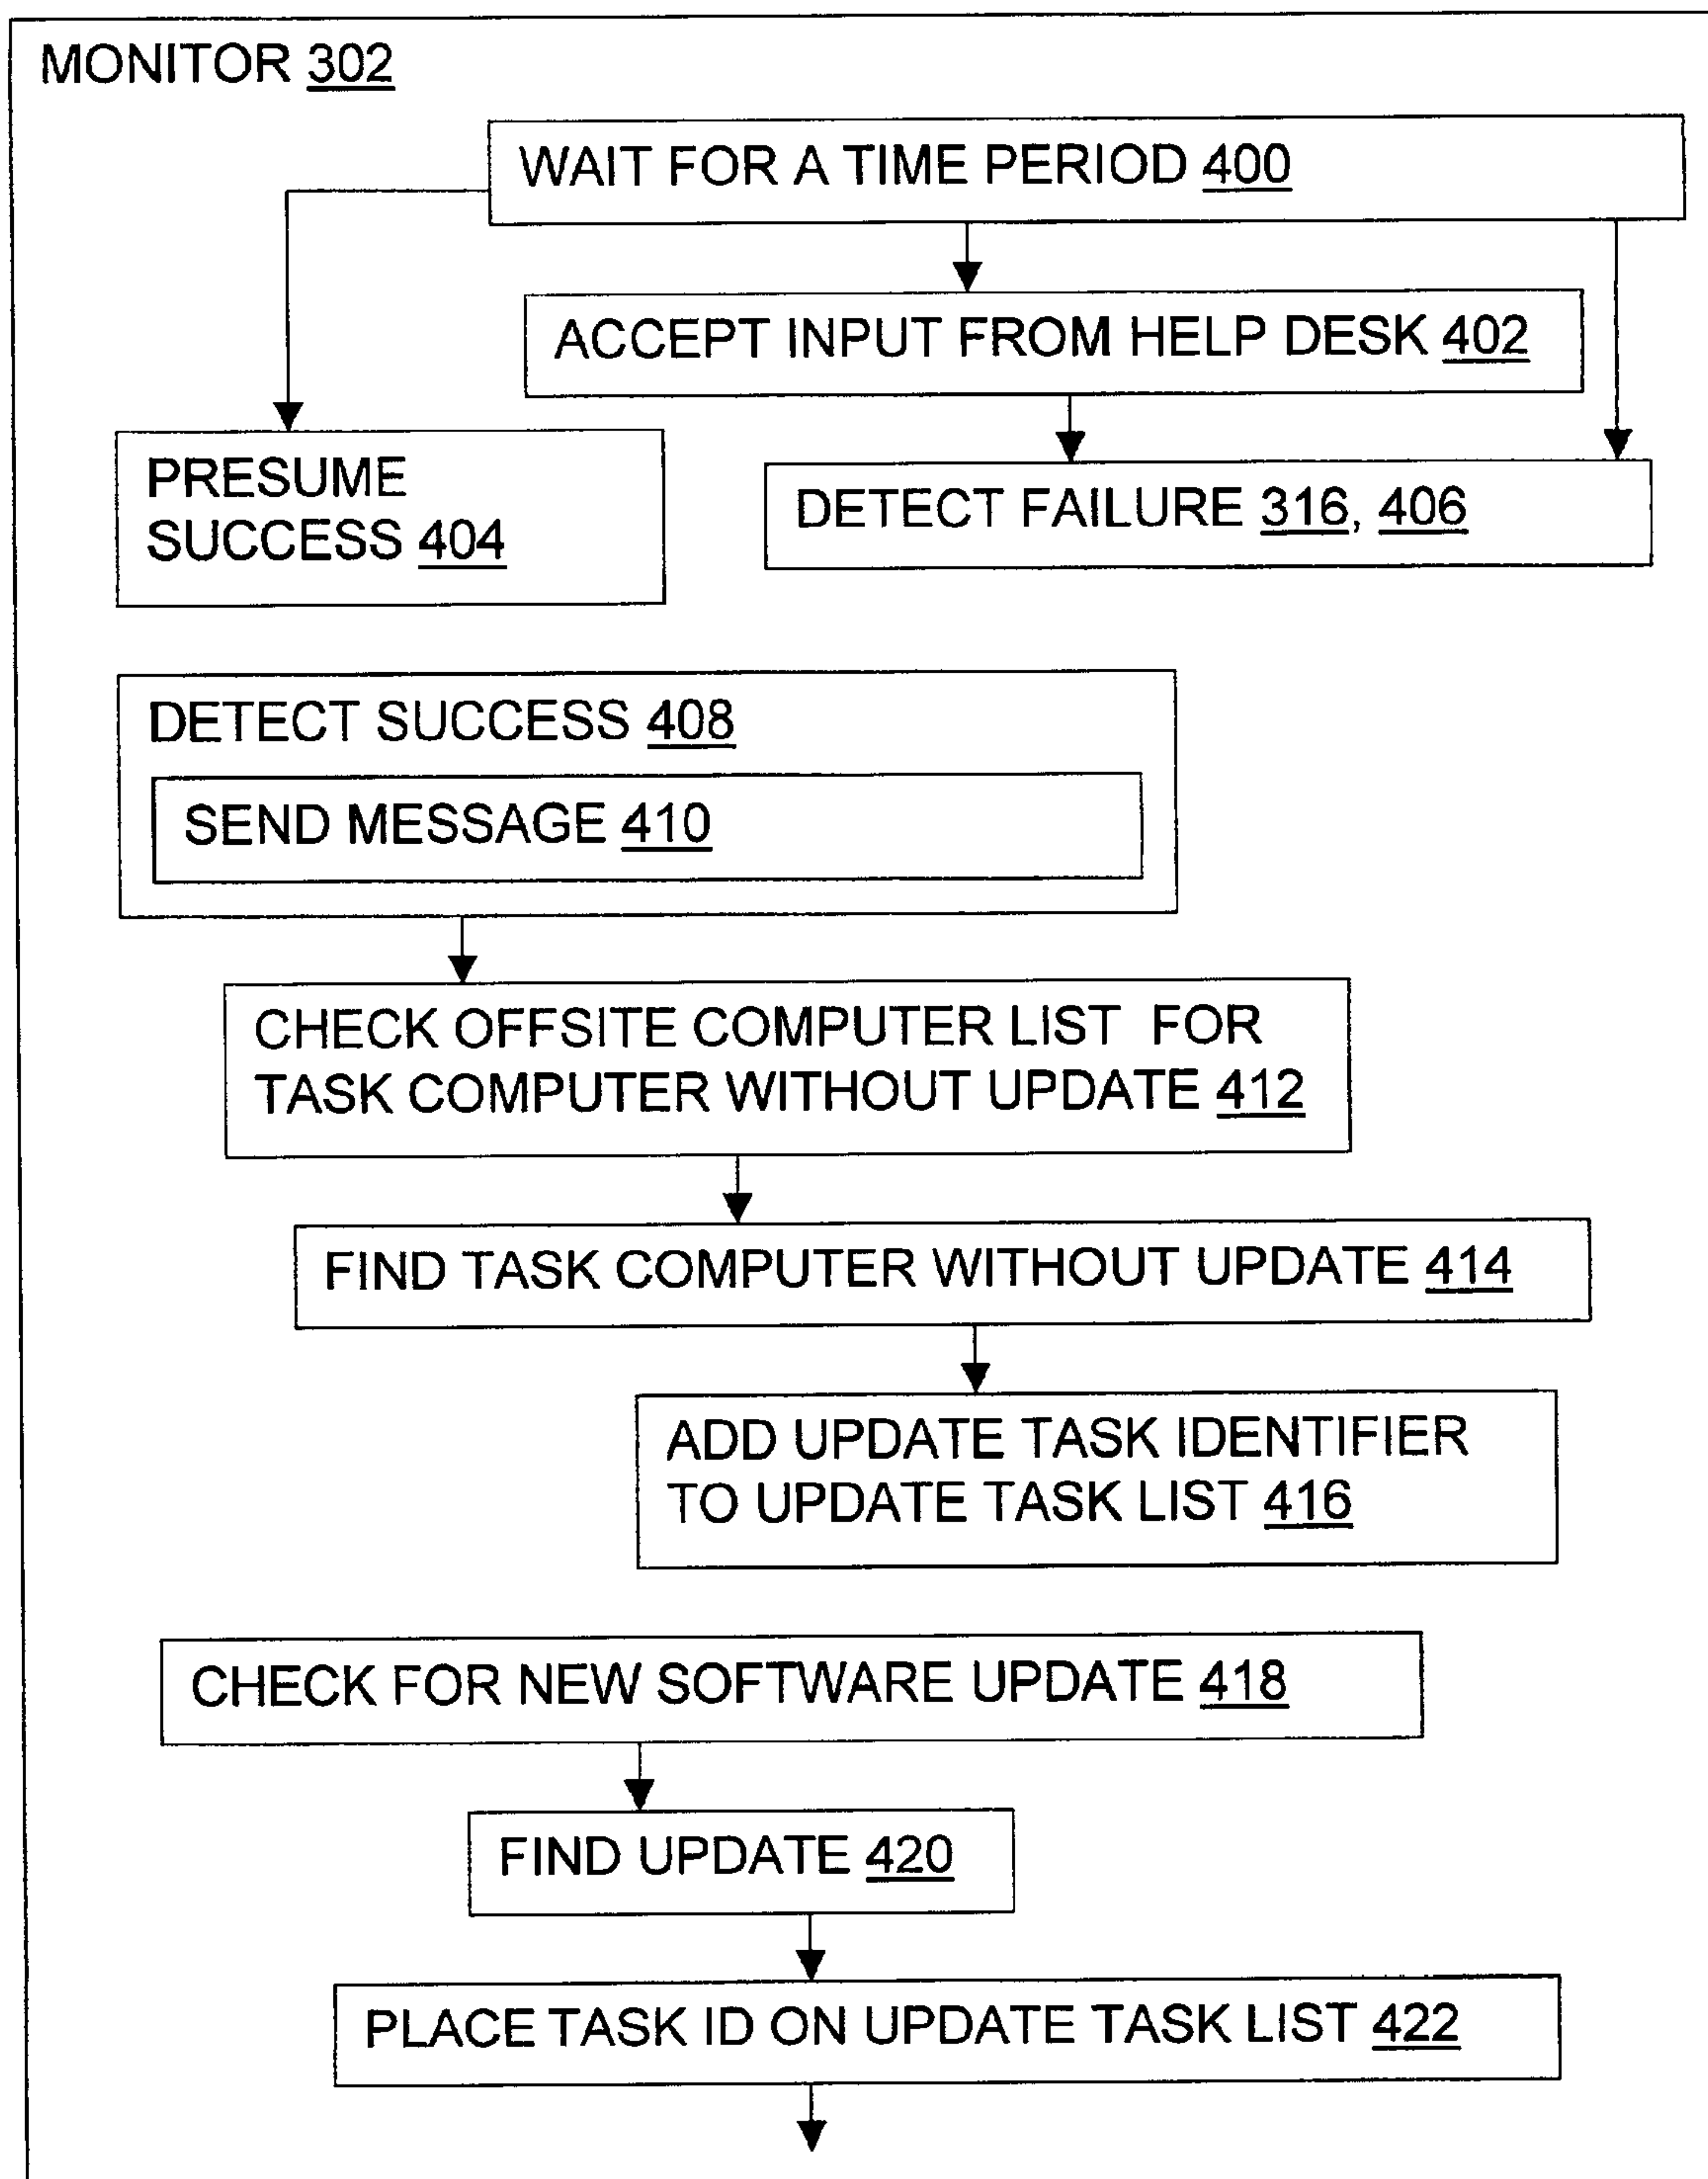 MONITOR 302
WAIT FOR A TIME PERIOD 400
ACCEPT INPUT FROM HELP DESK 402
PRESUME
SUCCESS 404
DETECT FAILURE 316, 406
DETECT SUCCESS 408
SEND MESSAGE 410
CHECK OFFSITE COMPUTER LIST FOR
TASK COMPUTER WITHOUT UPDATE 412
FIND TASK COMPUTER WITHOUT UPDATE 414
ADD UPDATE TASK IDENTIFIER
TO UPDATE TASK LIST 416
CHECK FOR NEW SOFTWARE UPDATE 418
FIND UPDATE 420
PLACE TASK ID ON UPDATE TASK LIST 422